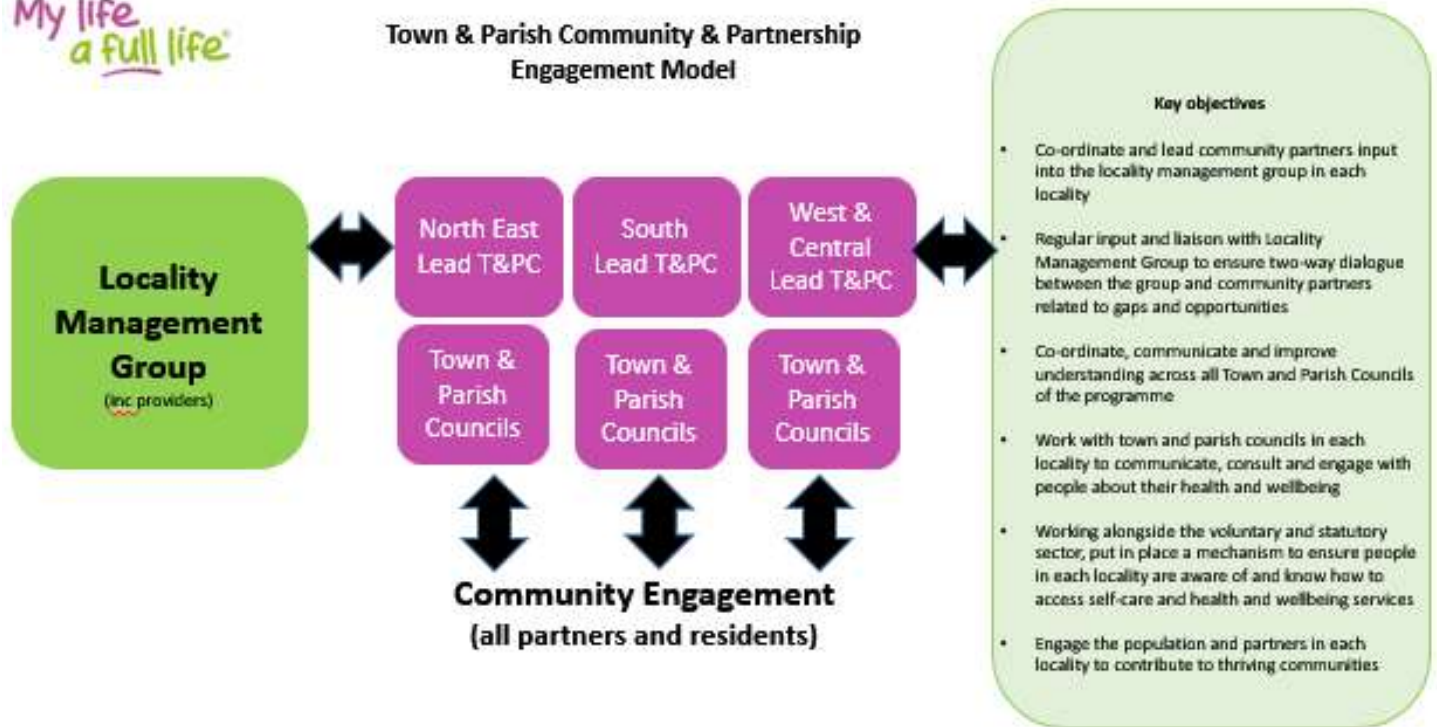 My life
a full life
Town & Parish Community & Partnership
Engagement Model
Locality
Management
Group
(inc providers)
North East
Lead T&PC
South
Lead T&PC
West &
Central
Lead T&PC
Town &
Parish
Councils
Town &
Parish
Councils
Town &
Parish
Councils
Community Engagement
(all partners and residents)
Key objectives
• Co-ordinate and lead community partners input
into the locality management group in each
locality
• Regular input and liaison with Locality
Management Group to ensure two-way dialogue
between the group and community partners
related to gaps and opportunities
• Co-ordinate, communicate and improve
understanding across all Town and Parish Councils
of the programme
• Work with town and parish councils in each
locality to communicate, consult and engage with
people about their health and wellbeing
• Working alongside the voluntary and statutory
sector, put in place a mechanism to ensure people
in each locality are aware of and know how to
access self-care and health and wellbeing services
• Engage the population and partners in each
locality to contribute to thriving communities